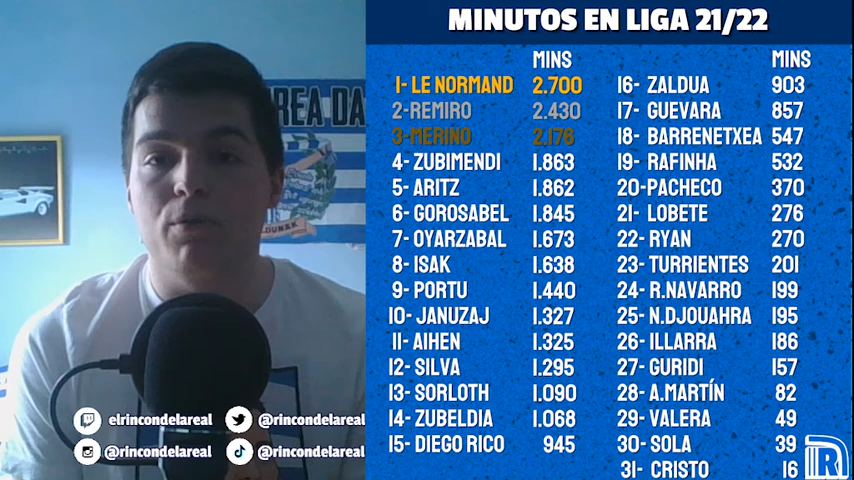 MINUTOS EN LIGA 21/22
MINS
1- LE NORMAND 2.700
2-REMIRO 2.430
3-MERINO 2.178
4- ZUBIMENDI 1.863
5- ARITZ 1.862
6- GOROSABEL 1.845
7- OYARZABAL 1.673
8- ISAK 1.638
9- PORTU 1.440
10- JANUZAJ 1.327
11- AIHEN 1.325
12- SILVA 1.295
13- SORLOTH 1.090
14- ZUBELDIA 1.068
15- DIEGO RICO 945
MINS
16- ZALDUA 903
17- GUEVARA 857
18- BARRENETXEA 547
19- RAFINHA 532
20-PACHECO 370
21- LOBETE 276
22- RYAN 270
23- TURRIENTES 201
24- R.NAVARRO 199
25- N.DJOUAHRA 195
26- ILLARRA 186
27- GURIDI 157
28- A.MARTÍN 82
29- VALERA 49
30- SOLA 39
31- CRISTO 16
REA DA
DUNAK
elrincondelareal
@rincondelareal
@rincondelareal
@rincondelareal
R